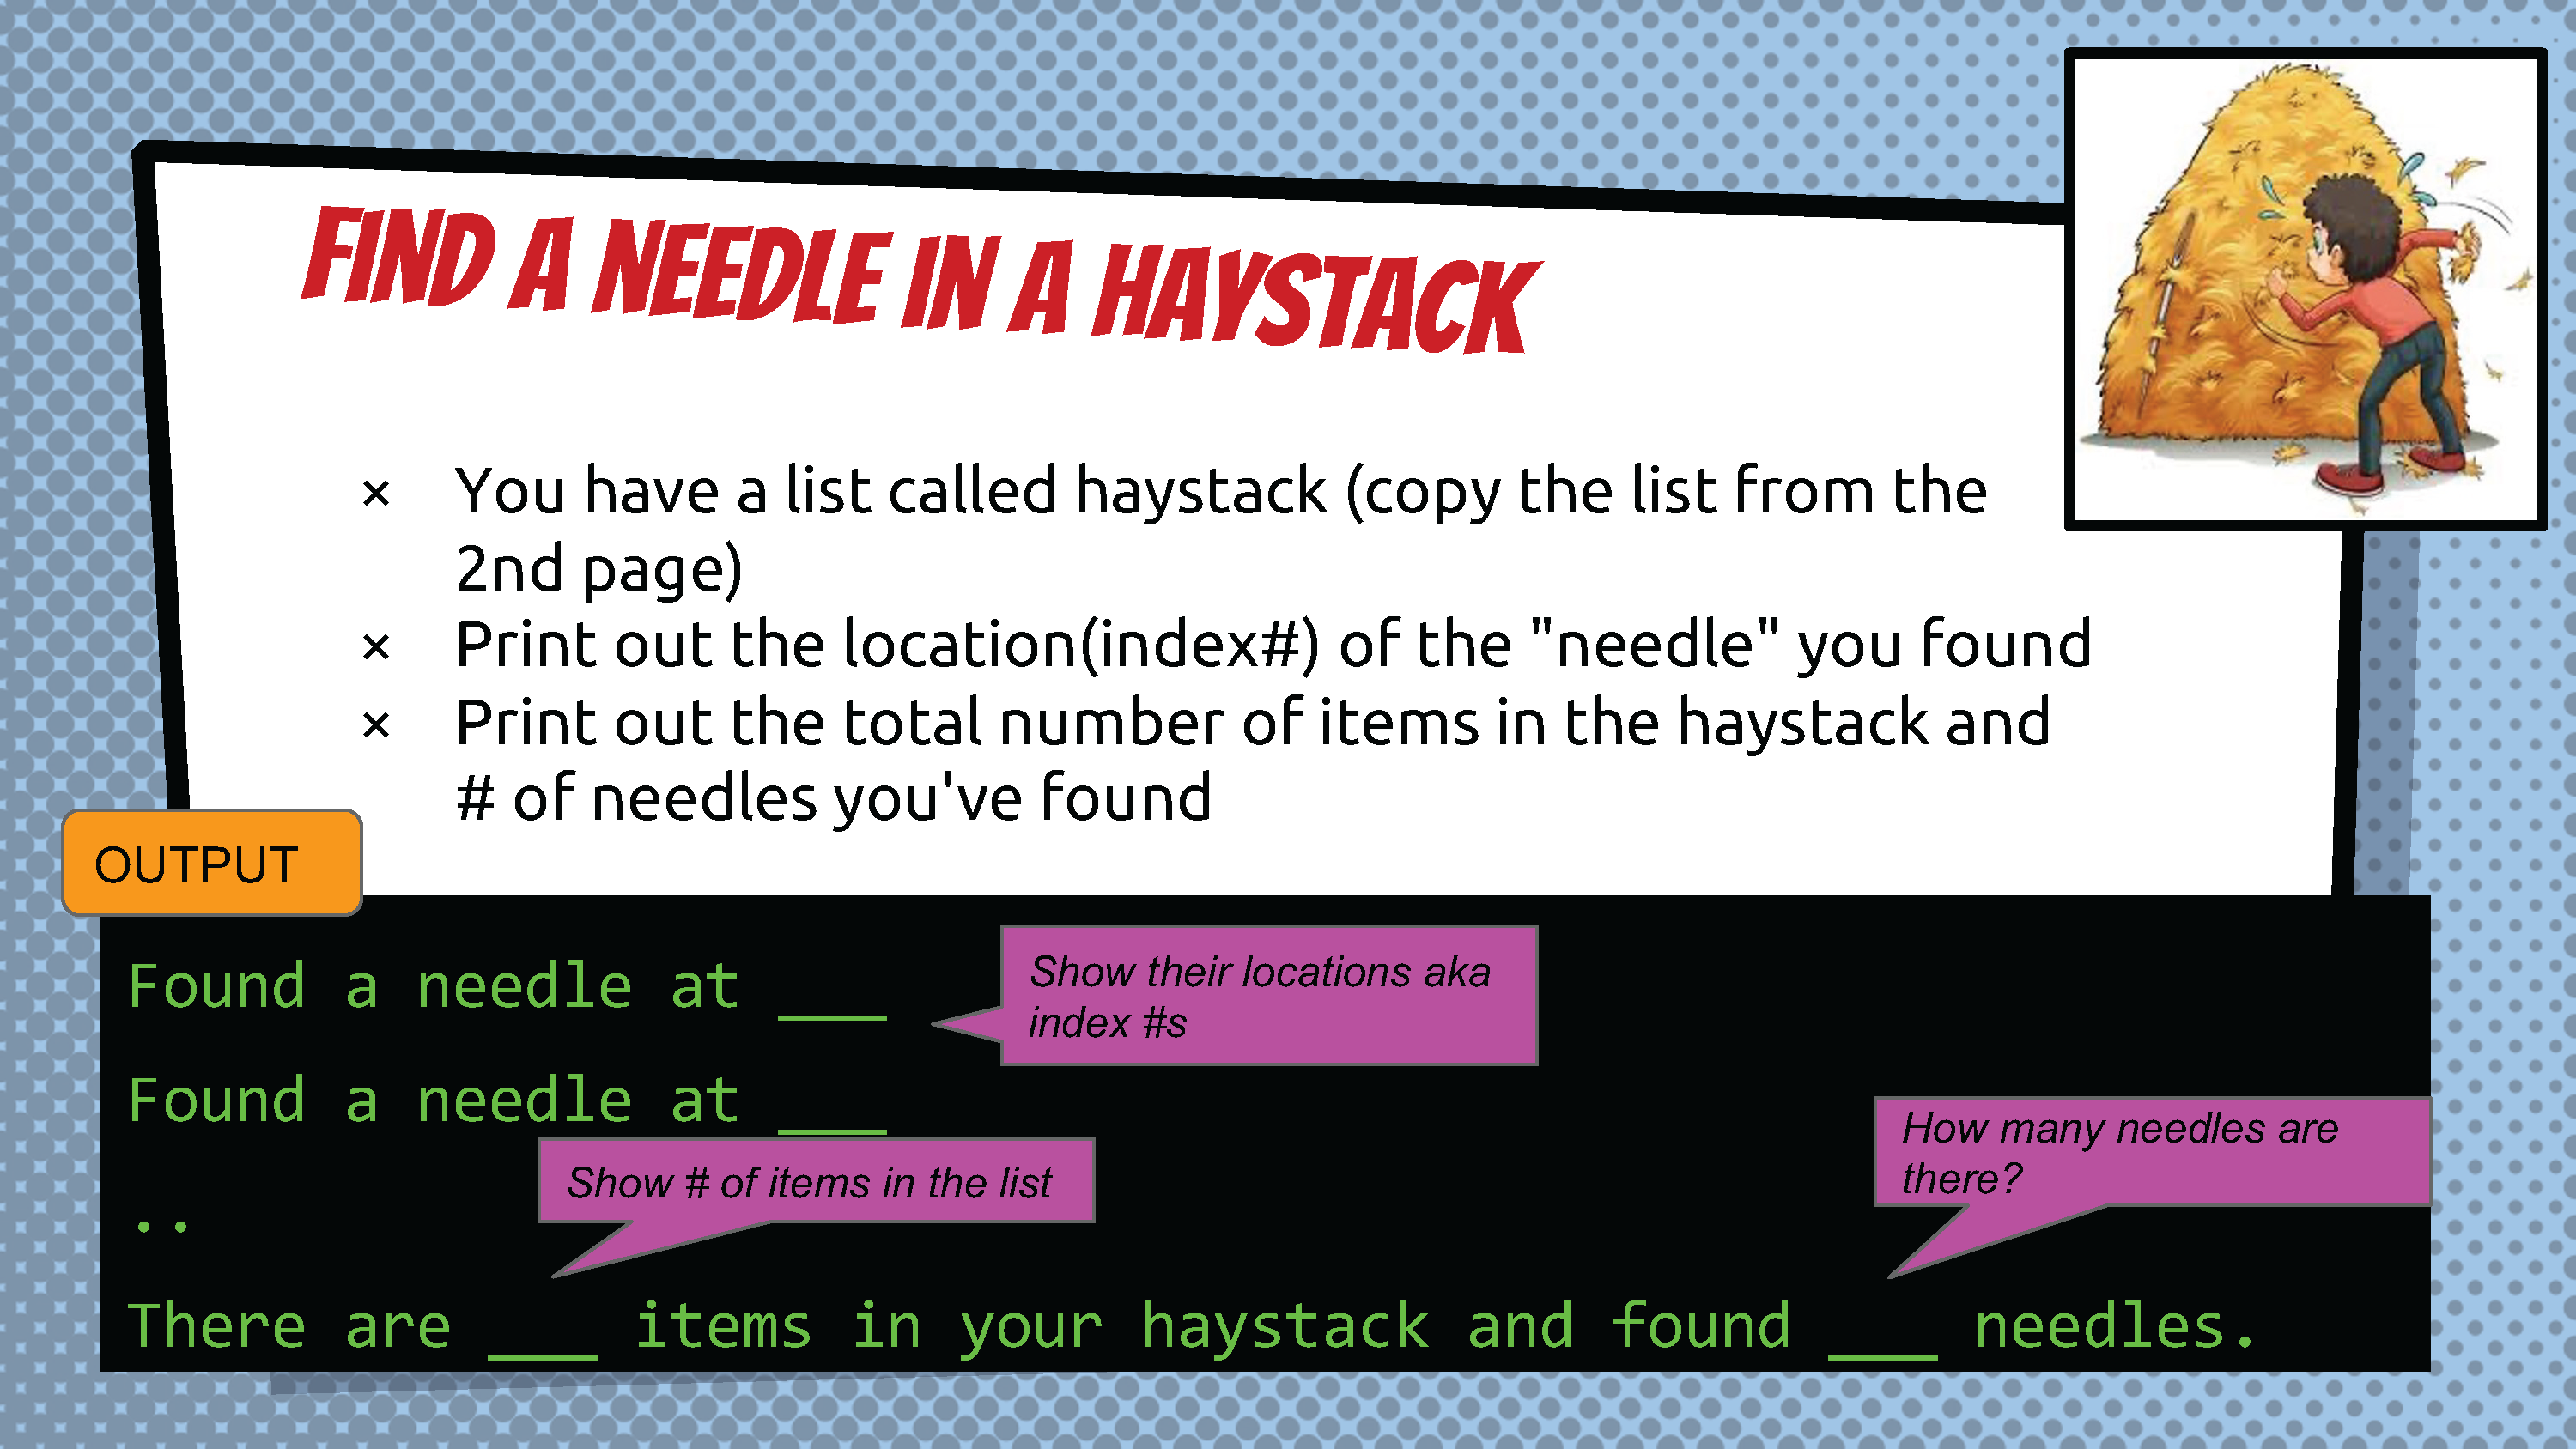 FIND A NEEDLE IN A HAYSTACK
× You have a list called haystack (copy the list from the
2nd page)
× Print out the location(index#) of the "needle" you found
× Print out the total number of items in the haystack and
# of needles you've found
OUTPUT
Found a needle at ___
Show their locations aka
index #s
Found a needle at ___
How many needles are
there?
Show # of items in the list
..
There are ___ items in your haystack and found ___ needles.